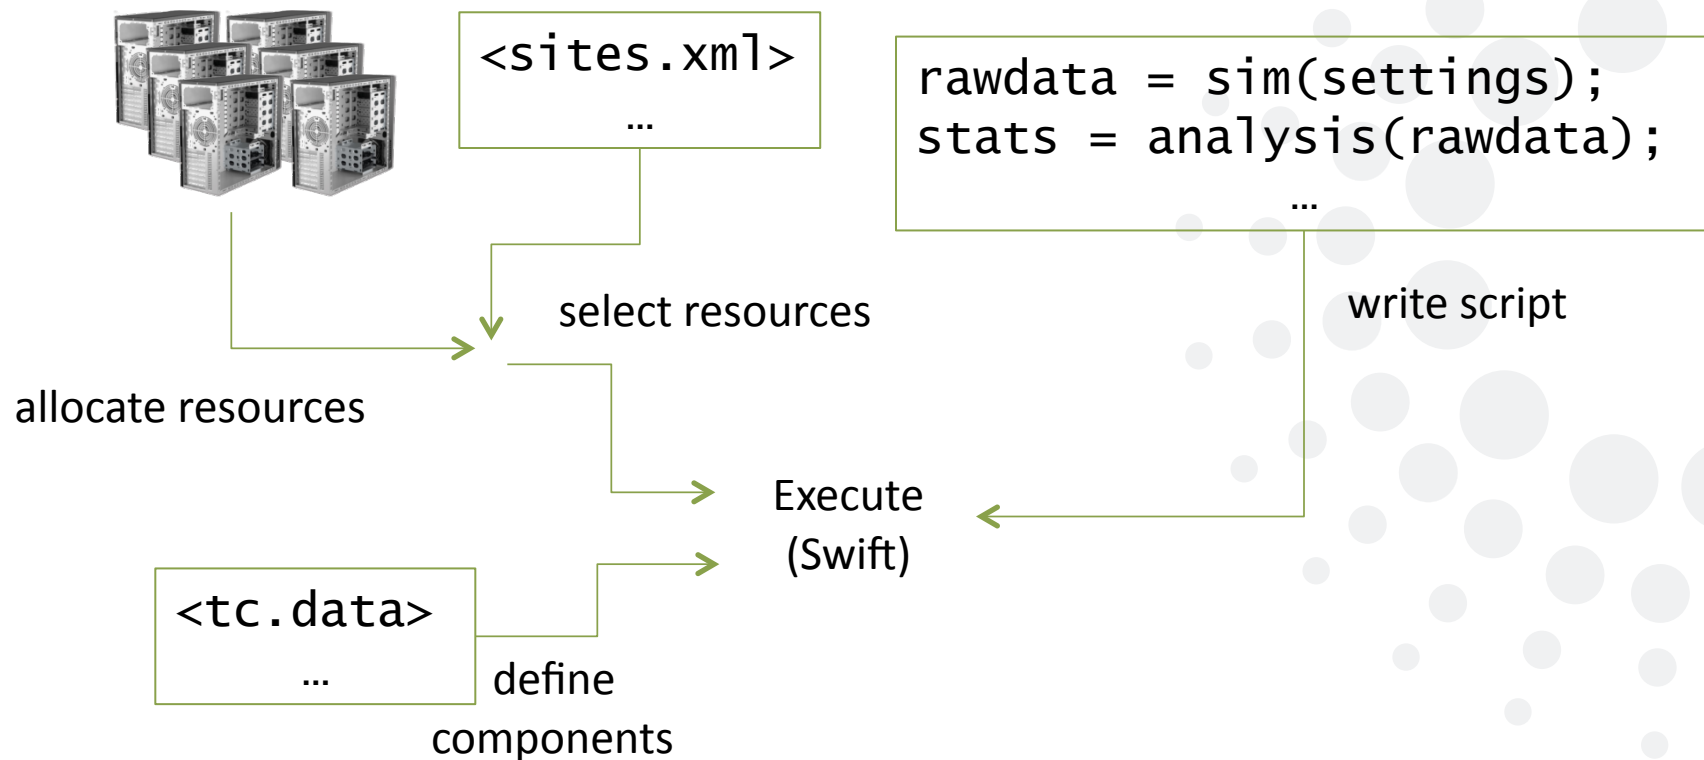 <sites.xml>
...
rawdata = sim(settings);
stats = analysis(rawdata);
...
select resources
write script
allocate resources
Execute
(Swift)
<tc.data>
...
define
components